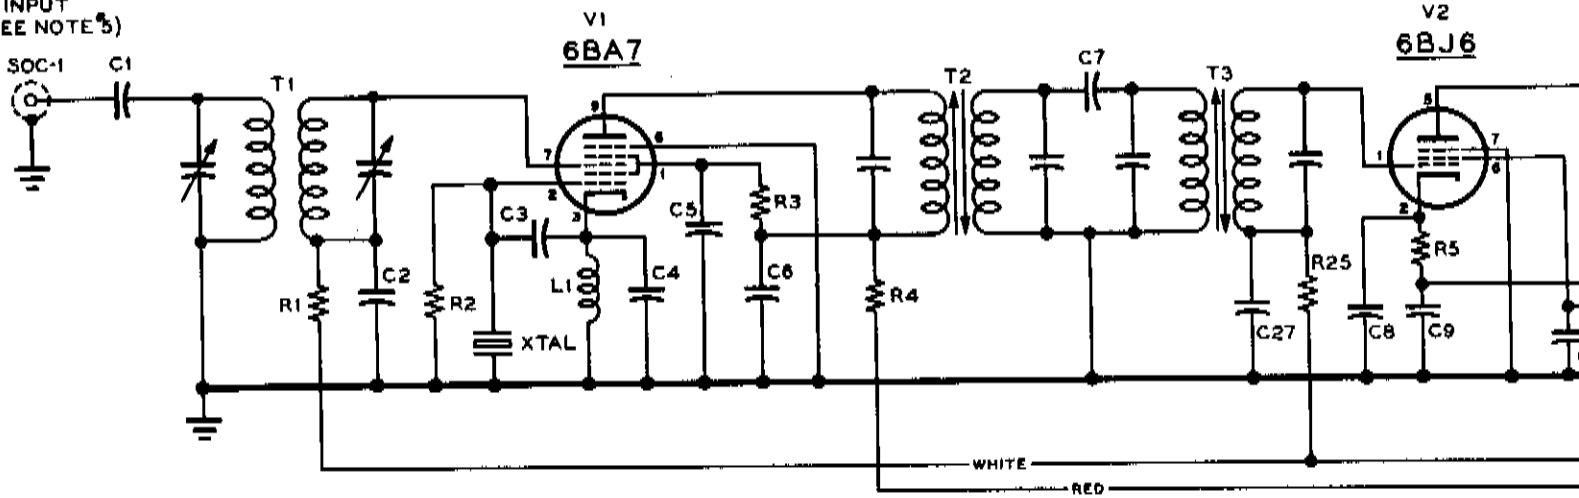 INPUT
EE NOTE #5)
SOC-1
C1
T1
V1
6BA7
9
7
6
1
2
3
C3
C5
R3
T2
C7
T3
V2
6BJ6
5
7
1
6
2
R1
C2
R2
L1
C4
C6
R4
XTAL
R25
R5
C27
C8
C9
WHITE
RED